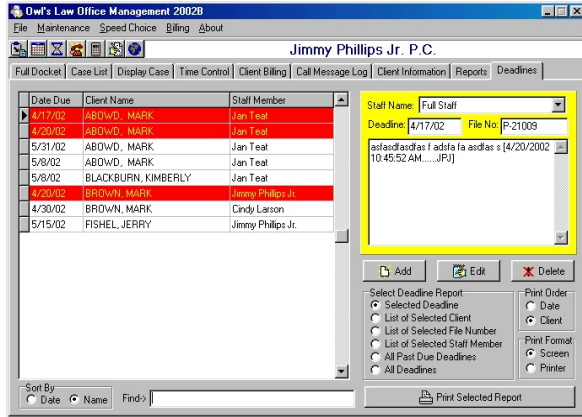 Owl's Law Office Management 2002B
File Maintenance Speed Choice Billing About
Jimmy Phillips Jr. P.C.
Full Docket Case List Display Case Time Control Client Billing Call Message Log Client Information Reports Deadlines
Date Due Client Name Staff Member
4/17/02 ABOWD, MARK Jan Teat
4/20/02 ABOWD, MARK Jan Teat
5/31/02 ABOWD, MARK Jan Teat
5/8/02 ABOWD, MARK Jan Teat
5/8/02 BLACKBURN, KIMBERLY Jan Teat
4/20/02 BROWN, MARK Jimmy Phillips Jr.
4/30/02 BROWN, MARK Cindy Larson
5/15/02 FISHEL, JERRY Jimmy Phillips Jr.
Staff Name: Full Staff
Deadline: 4/17/02 File No: P-21009
asfasdfasdfas f adsfa fa asdfas s [4/20/2002
10:45:52 AM......JPJ]
Add Edit Delete
Select Deadline Report
Selected Deadline
List of Selected Client
List of Selected File Number
List of Selected Staff Member
All Past Due Deadlines
All Deadlines
Print Order
Date
Client
Print Format
Screen
Printer
Sort By
Date Name Find->
Print Selected Report